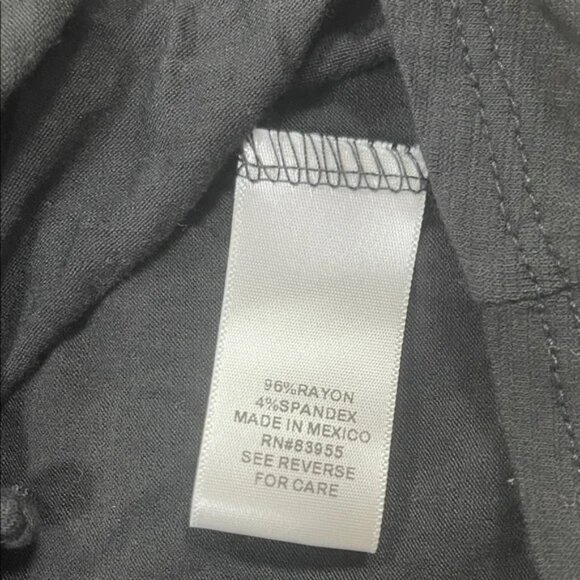 96%RAYON
4%SPANDEX
MADE IN MEXICO
RN#83955
SEE REVERSE
FOR CARE